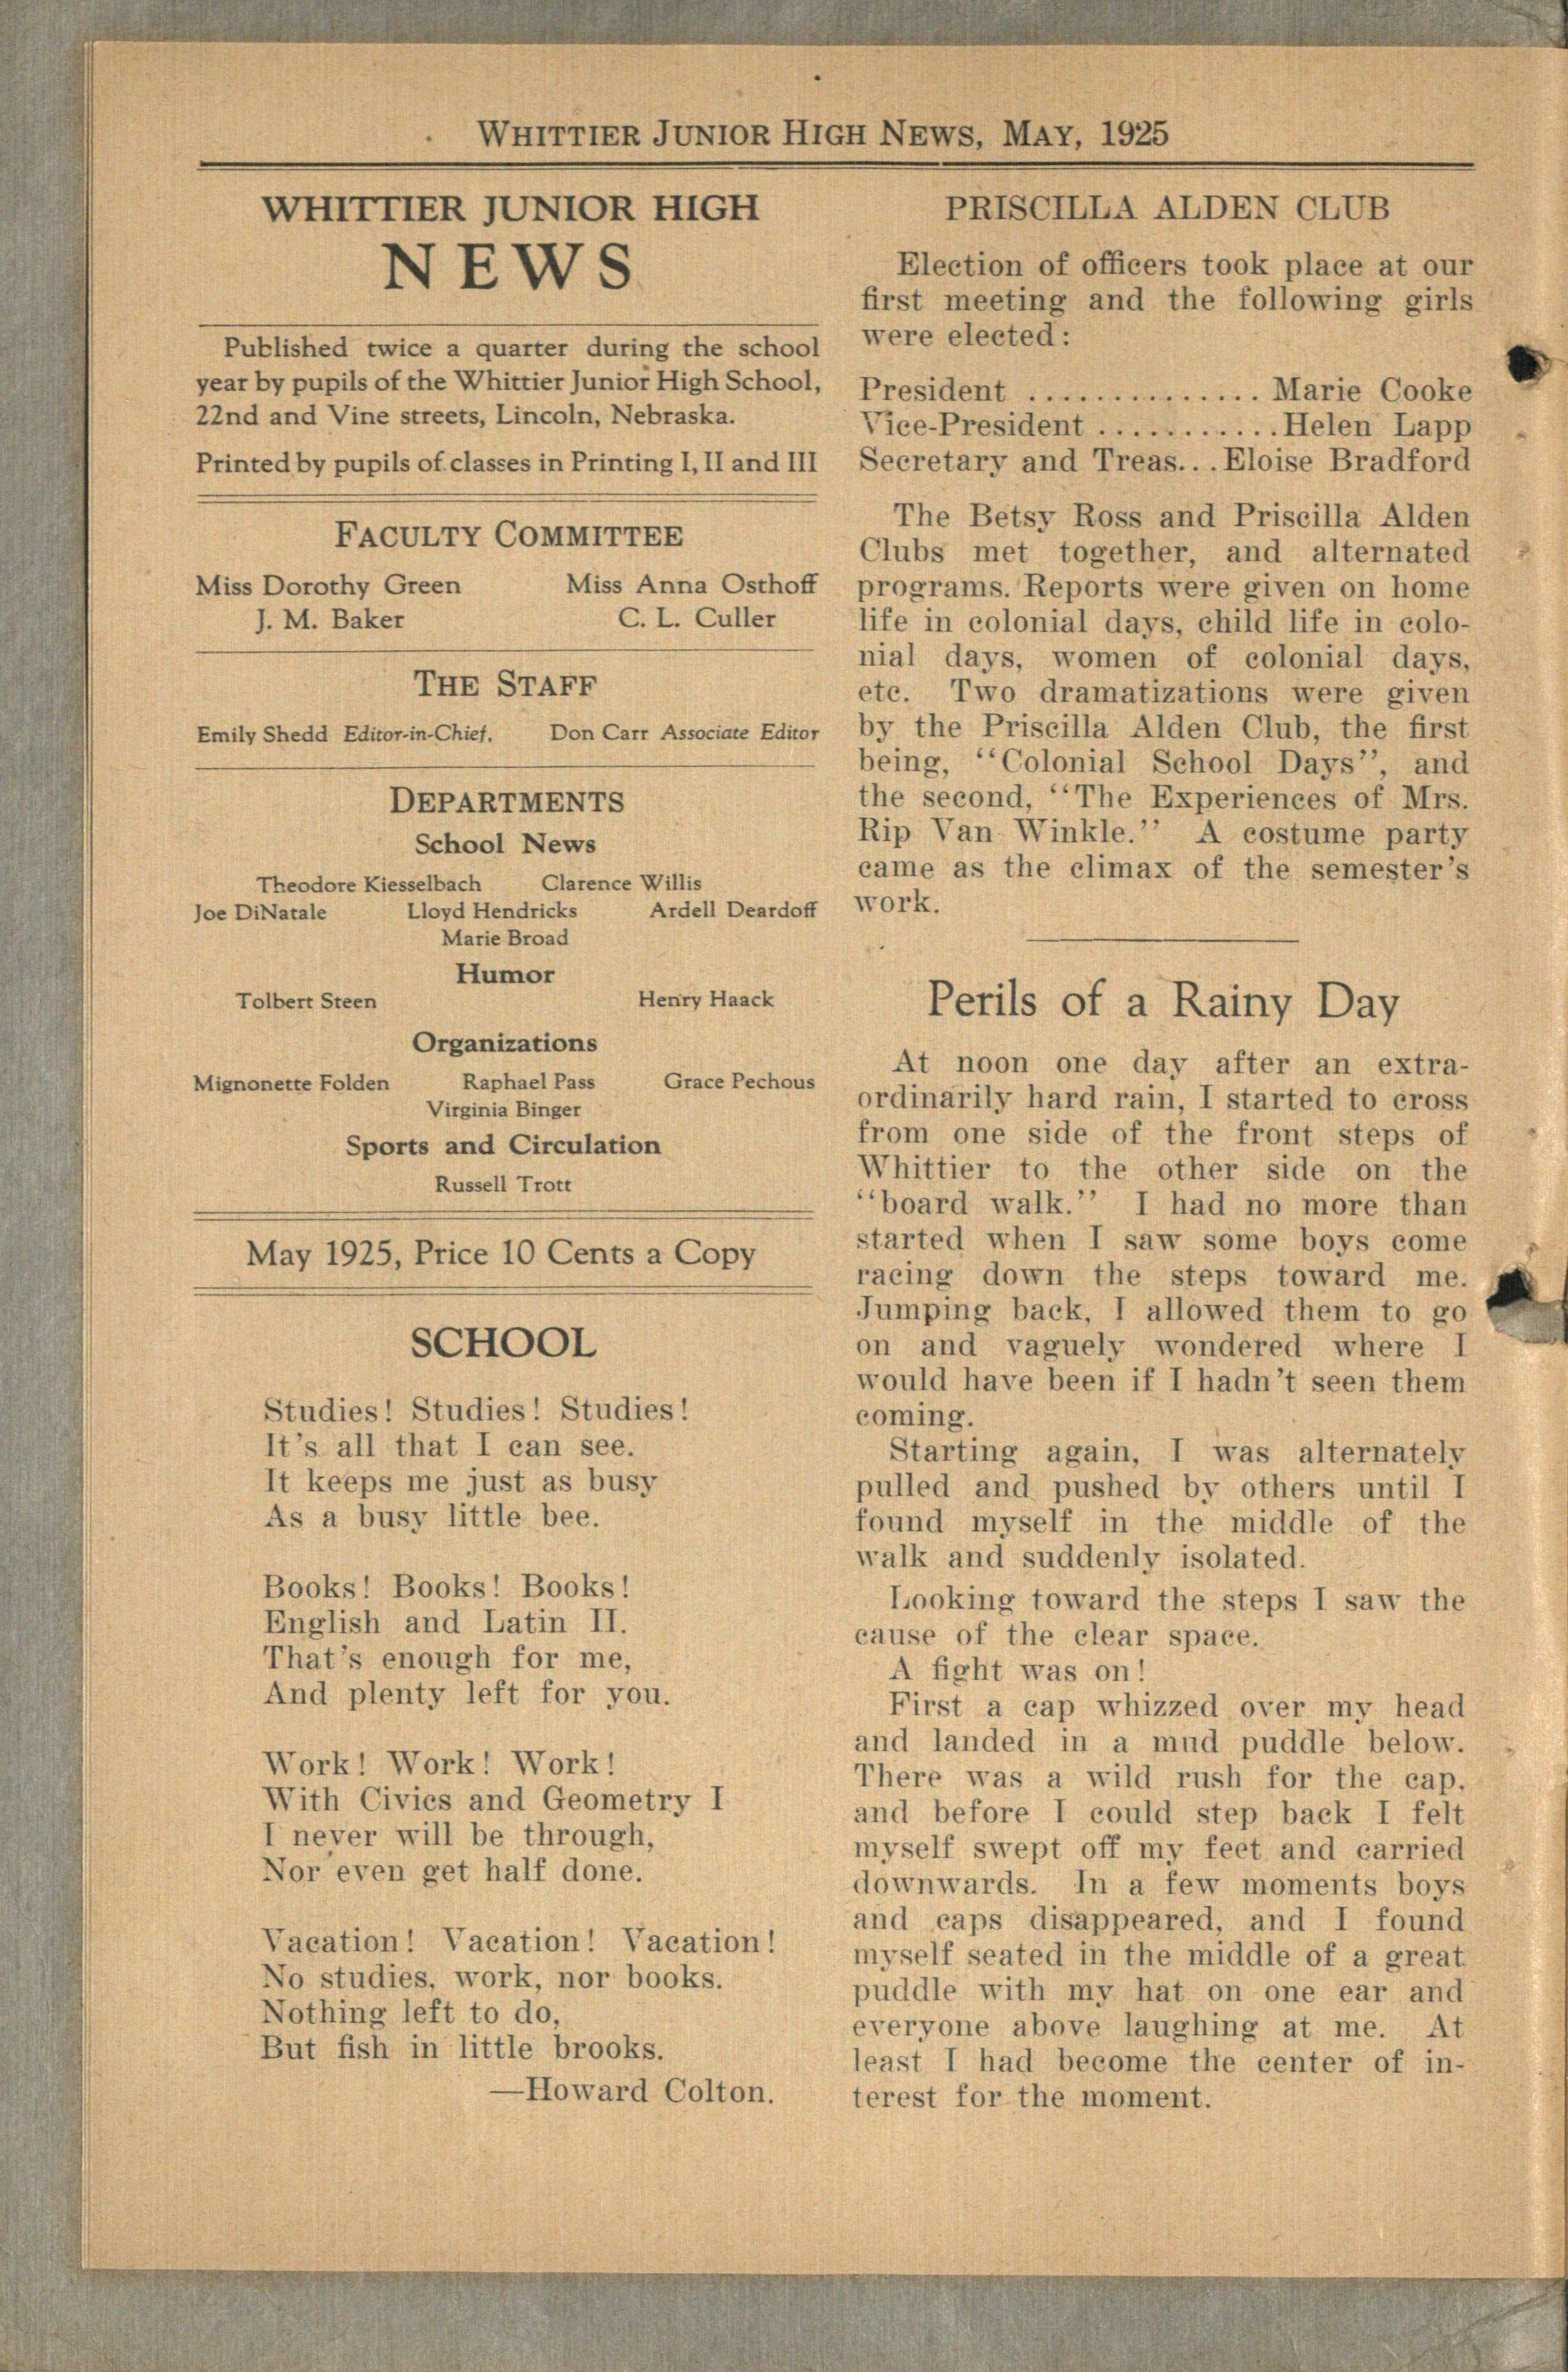 WHITTIER JUNIOR HIGH NEWS, MAY, 1925
WHITTIER JUNIOR HIGH
NEWS
Published twice a quarter during the school
year by pupils of the Whittier Junior High School,
22nd and Vine streets, Lincoln, Nebraska.
Printed by pupils of classes in Printing I, II and III
FACULTY COMMITTEE
Miss Dorothy Green Miss Anna Osthoff
J. M. Baker C. L. Culler
THE STAFF
Emily Shedd Editor-in-Chief. Don Carr Associate Editor
DEPARTMENTS
School News
Theodore Kiesselbach Clarence Willis
Joe DiNatale Lloyd Hendricks Ardell Deardoff
Marie Broad
Humor
Tolbert Steen Henry Haack
Organizations
Mignonette Folden Raphael Pass Grace Pechous
Virginia Binger
Sports and Circulation
Russell Trott
May 1925, Price 10 Cents a Copy
SCHOOL
Studies! Studies! Studies!
It's all that I can see.
It keeps me just as busy
As a busy little bee.
Books! Books! Books!
English and Latin II.
That's enough for me,
And plenty left for you.
Work! Work! Work!
With Civics and Geometry I
I never will be through,
Nor even get half done.
Vacation! Vacation! Vacation!
No studies, work, nor books.
Nothing left to do,
But fish in little brooks.
—Howard Colton.
PRISCILLA ALDEN CLUB
Election of officers took place at our
first meeting and the following girls
were elected:
President ............... Marie Cooke
Vice-President ............Helen Lapp
Secretary and Treas... .Eloise Bradford
The Betsy Ross and Priscilla Alden
Clubs met together, and alternated
programs. Reports were given on home
life in colonial days, child life in colo-
nial days, women of colonial days,
etc. Two dramatizations were given
by the Priscilla Alden Club, the first
being, ‘‘Colonial School Days’’, and
the second, ‘‘The Experiences of Mrs.
Rip Van Winkle.’’ A costume party
came as the climax of the semester's
work.
Perils of a Rainy Day
At noon one day after an extra-
ordinarily hard rain, I started to cross
from one side of the front steps of
Whittier to the other side on the
‘‘board walk.’’ I had no more than
started when I saw some boys come
racing down the steps toward me.
Jumping back, I allowed them to go
on and vaguely wondered where I
would have been if I hadn't seen them
coming.
Starting again, I was alternately
pulled and pushed by others until I
found myself in the middle of the
walk and suddenly isolated.
Looking toward the steps I saw the
cause of the clear space.
A fight was on!
First a cap whizzed over my head
and landed in a mud puddle below.
There was a wild rush for the cap,
and before I could step back I felt
myself swept off my feet and carried
downwards. In a few moments boys
and caps disappeared, and I found
myself seated in the middle of a great
puddle with my hat on one ear and
everyone above laughing at me. At
least I had become the center of in-
terest for the moment.